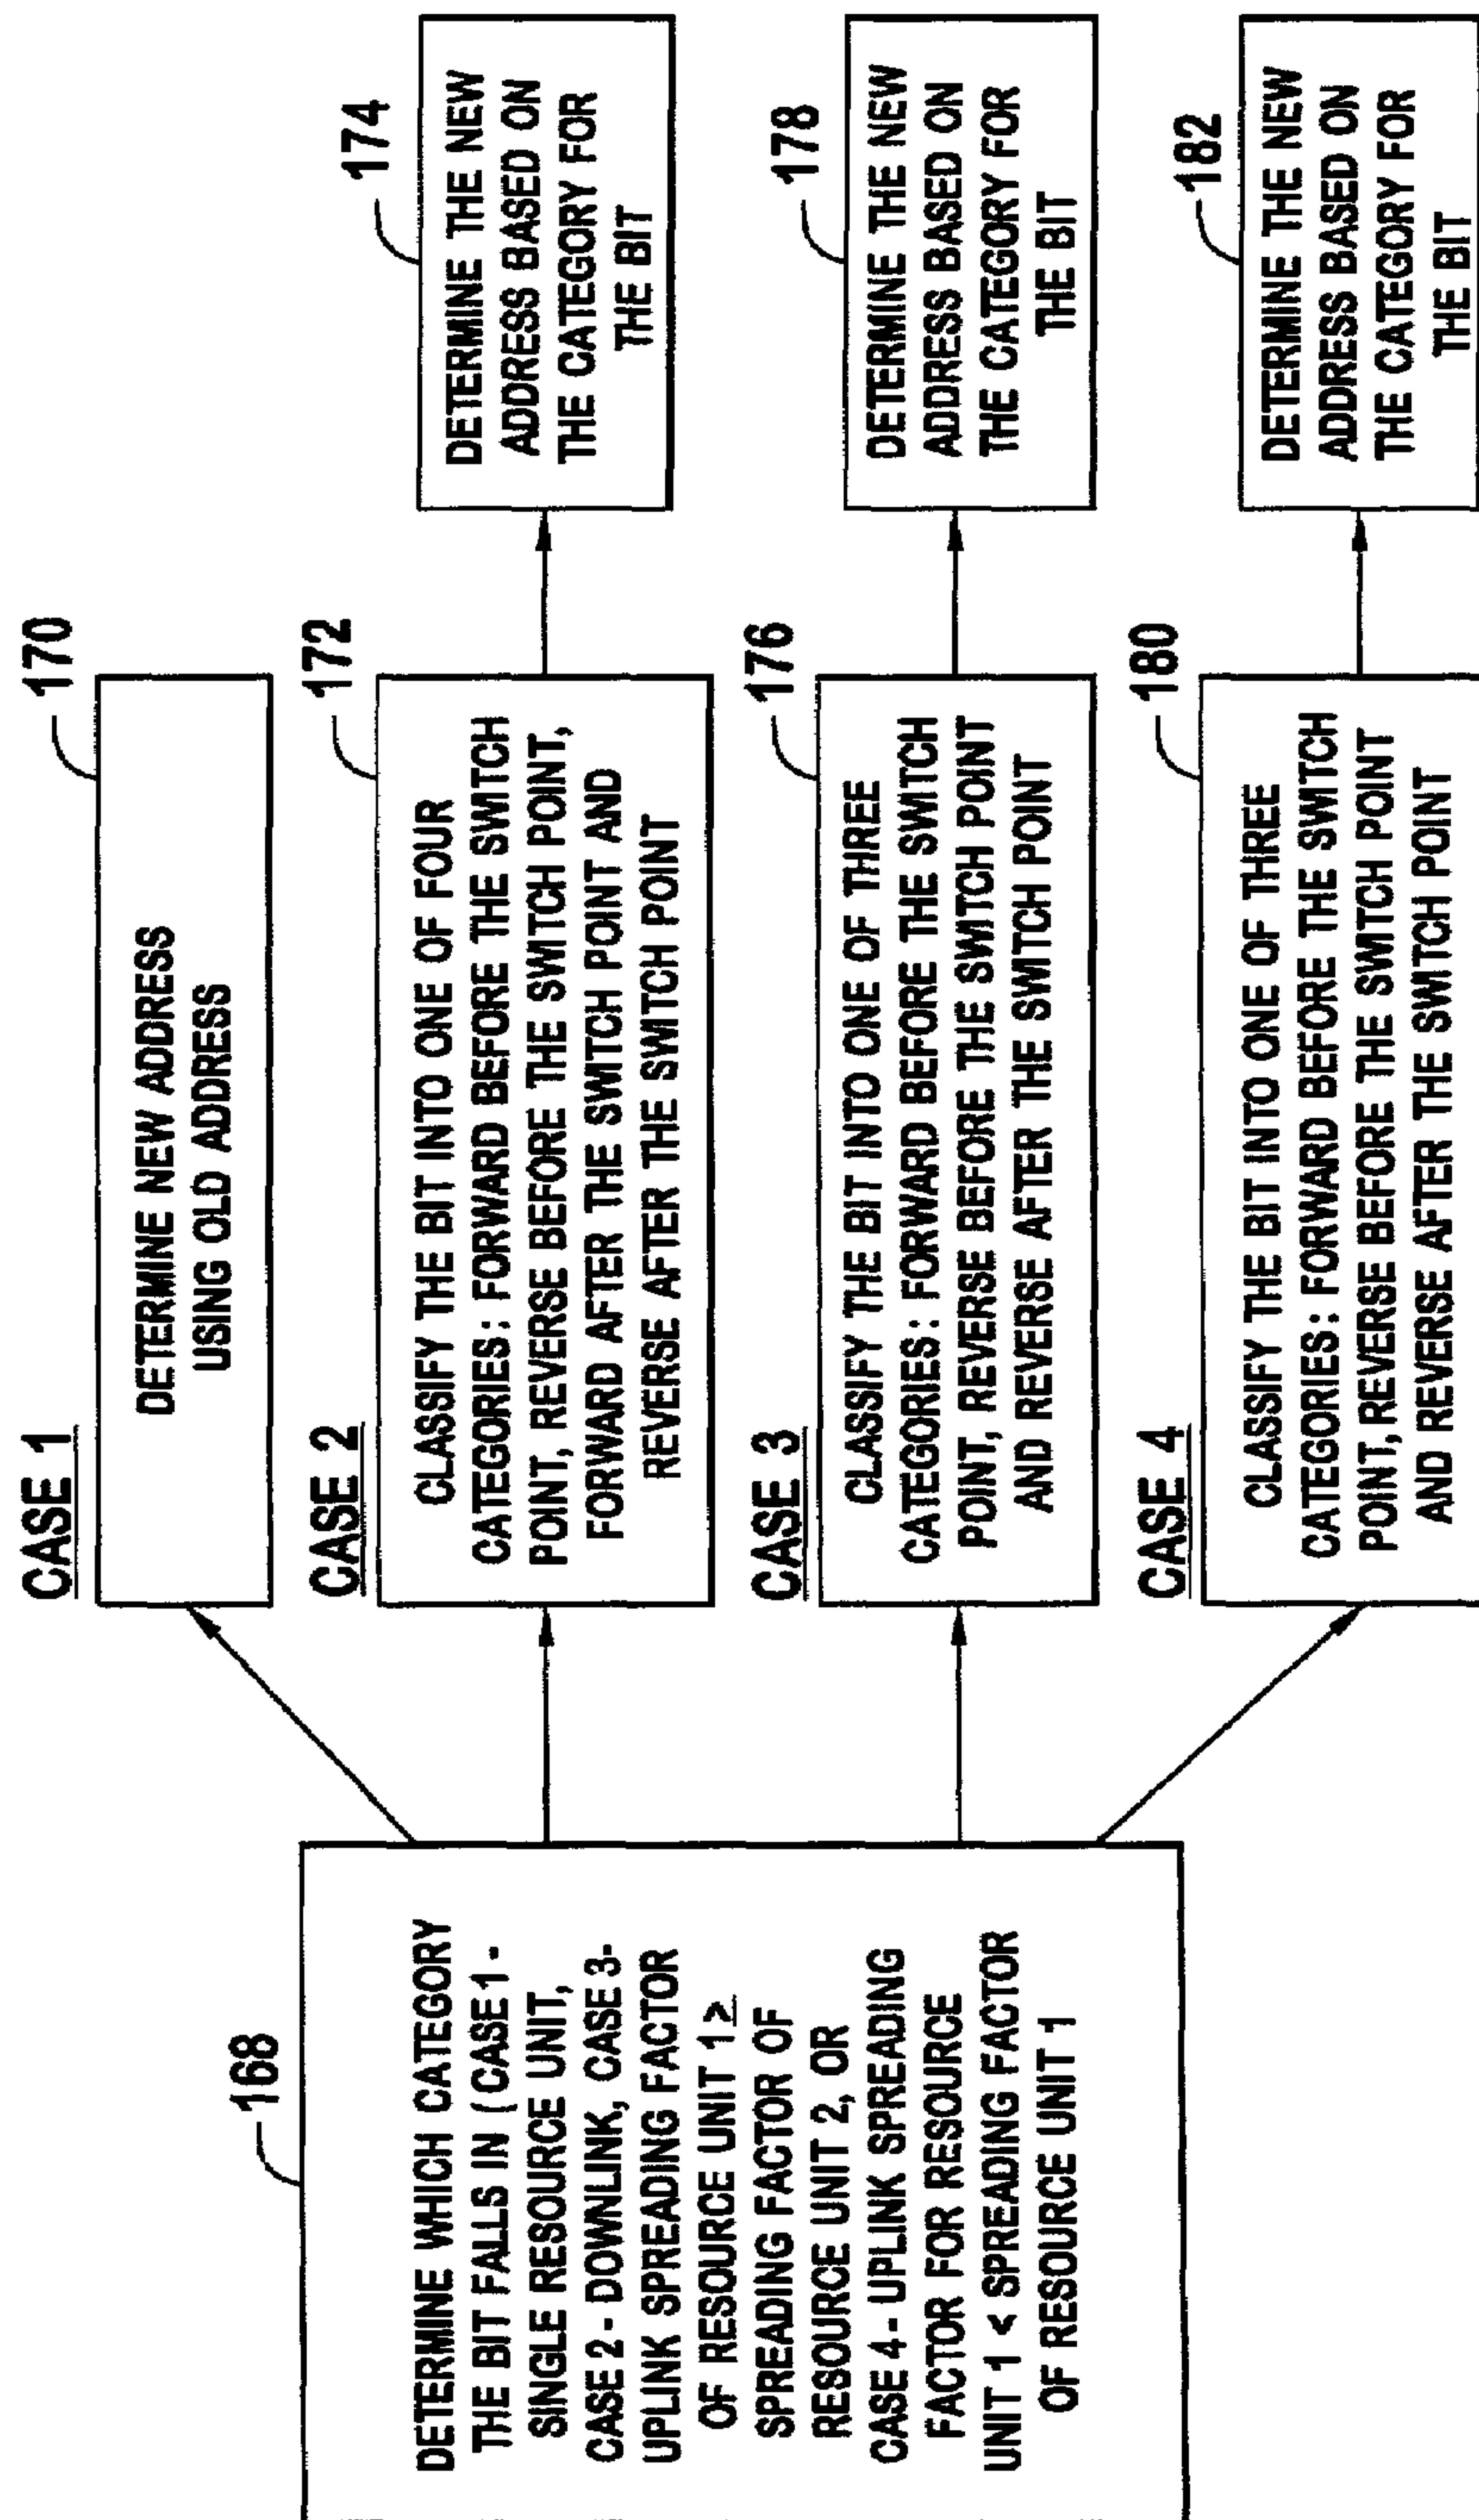 168
DETERMINE WHICH CATEGORY
THE BIT FALLS IN (CASE 1 -
SINGLE RESOURCE UNIT,
CASE 2 - DOWNLINK, CASE 3-
UPLINK SPREADING FACTOR
OF RESOURCE UNIT 1 ≥
SPREADING FACTOR OF
RESOURCE UNIT 2, OR
CASE 4 - UPLINK SPREADING
FACTOR FOR RESOURCE
UNIT 1 < SPREADING FACTOR
OF RESOURCE UNIT 1
CASE 1
170
DETERMINE NEW ADDRESS
USING OLD ADDRESS
CASE 2
172
CLASSIFY THE BIT INTO ONE OF FOUR
CATEGORIES: FORWARD BEFORE THE SWITCH
POINT, REVERSE BEFORE THE SWITCH POINT,
FORWARD AFTER THE SWITCH POINT AND
REVERSE AFTER THE SWITCH POINT
174
DETERMINE THE NEW
ADDRESS BASED ON
THE CATEGORY FOR
THE BIT
CASE 3
176
CLASSIFY THE BIT INTO ONE OF THREE
CATEGORIES: FORWARD BEFORE THE SWITCH
POINT, REVERSE BEFORE THE SWITCH POINT
AND REVERSE AFTER THE SWITCH POINT
178
DETERMINE THE NEW
ADDRESS BASED ON
THE CATEGORY FOR
THE BIT
CASE 4
180
CLASSIFY THE BIT INTO ONE OF THREE
CATEGORIES: FORWARD BEFORE THE SWITCH
POINT, REVERSE BEFORE THE SWITCH POINT
AND REVERSE AFTER THE SWITCH POINT
182
DETERMINE THE NEW
ADDRESS BASED ON
THE CATEGORY FOR
THE BIT